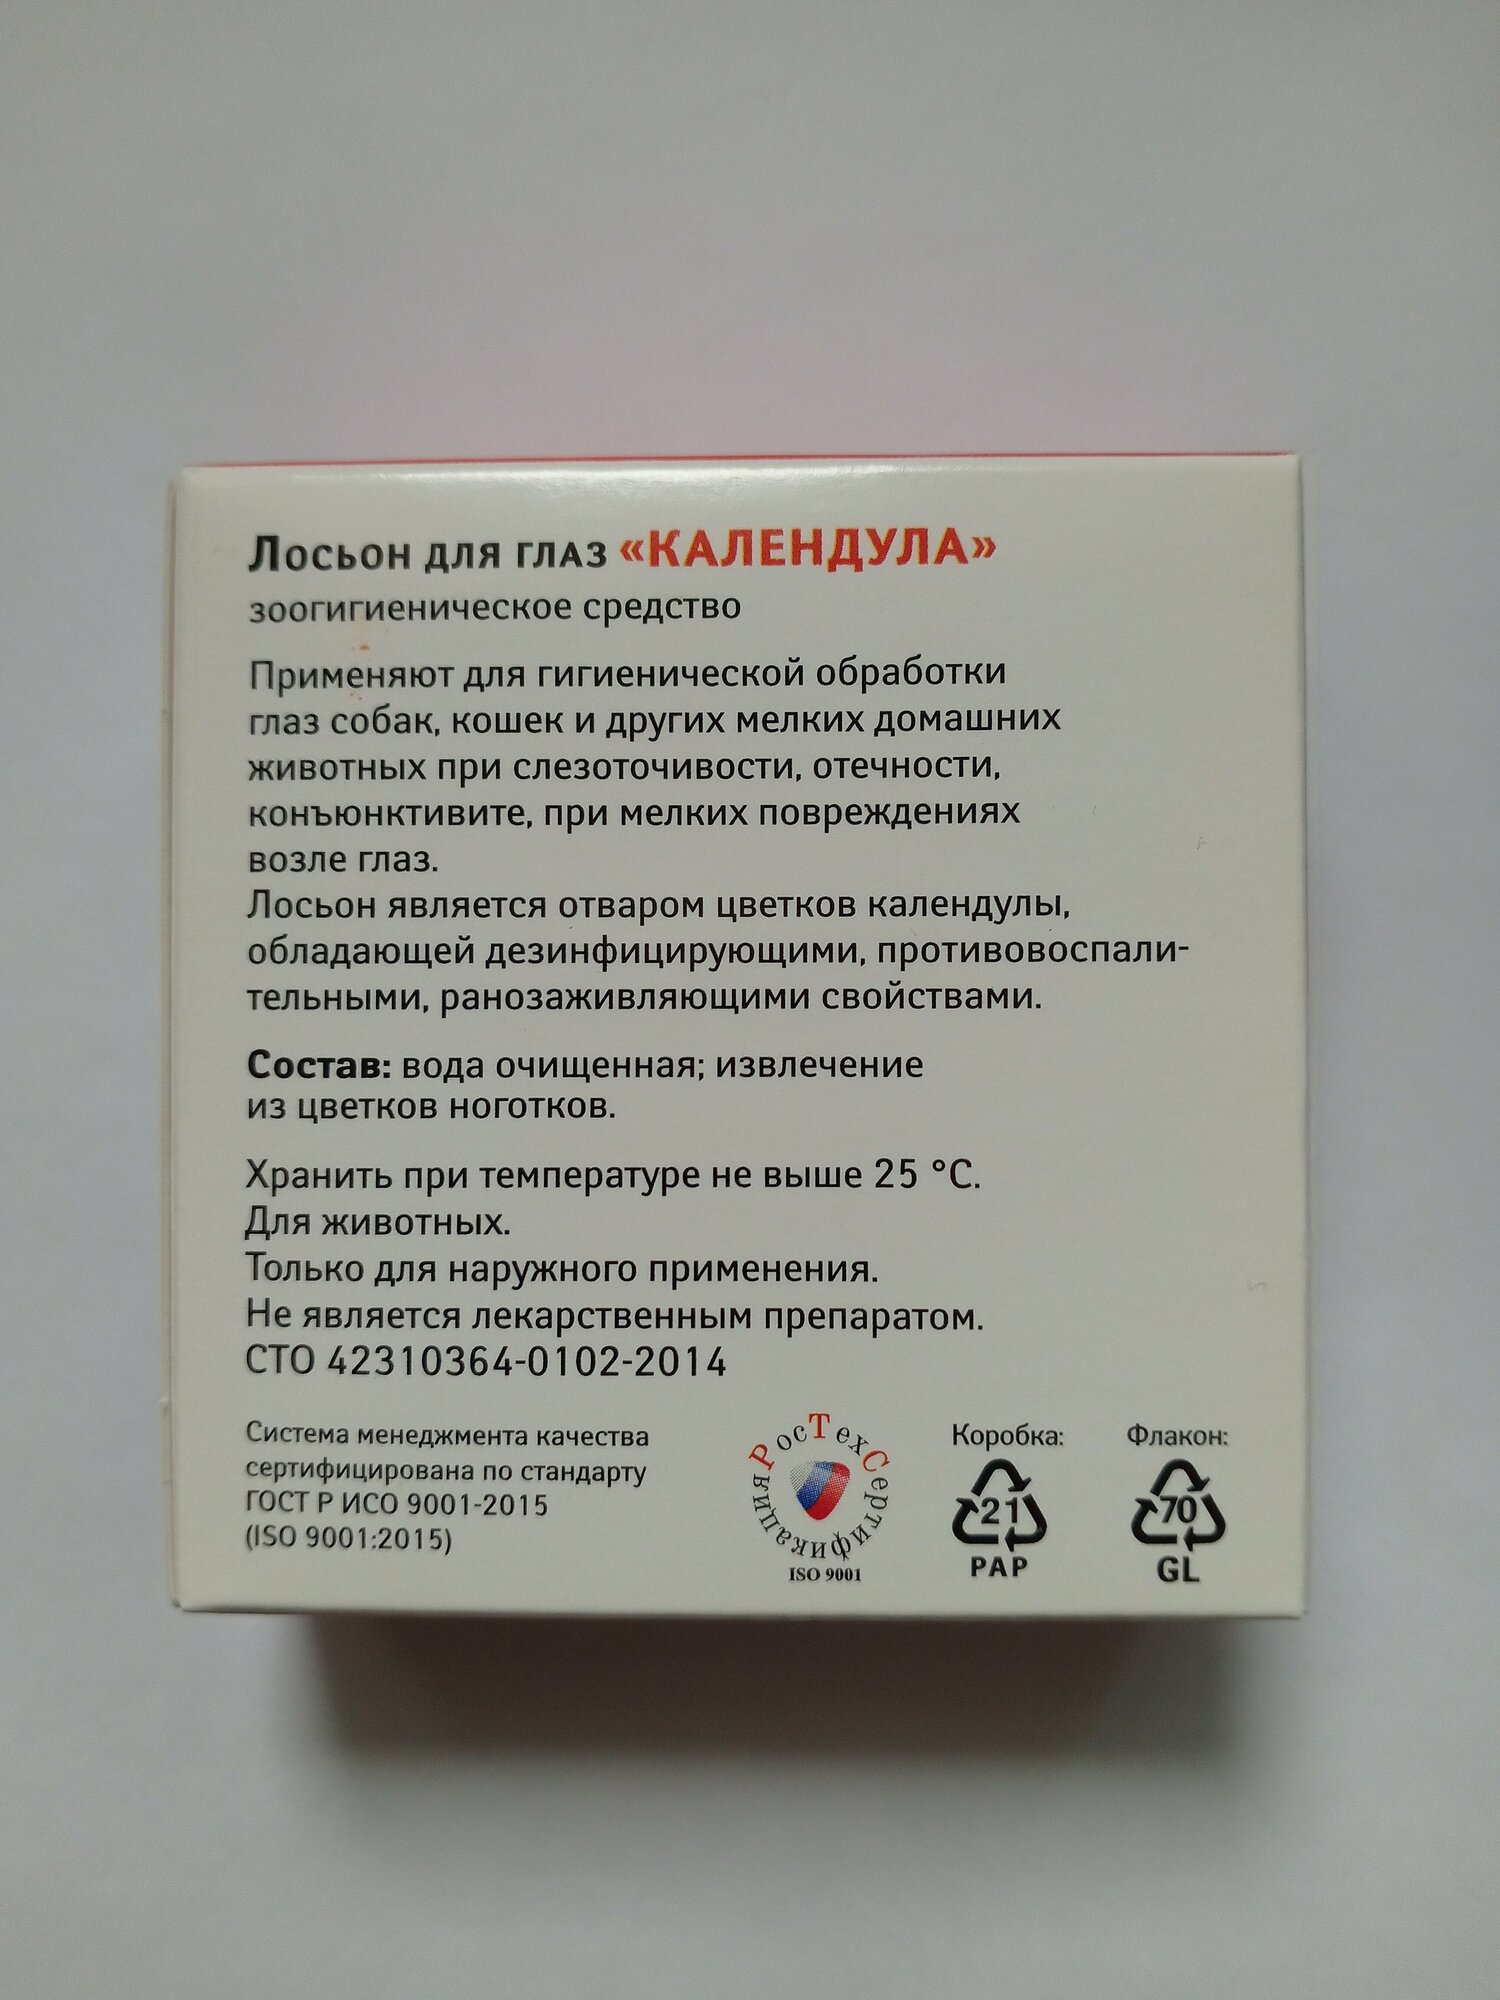 Лосьон для глаз «КАЛЕНДУЛА»
зоогигиеническое средство
Применяют для гигиенической обработки
глаз собак, кошек и других мелких домашних
животных при слезоточивости, отечности,
конъюнктивите, при мелких повреждениях
возле глаз.
Лосьон является отваром цветков календулы,
обладающей дезинфицирующими, противовоспали-
тельными, ранозаживляющими свойствами.
Состав: вода очищенная; извлечение
из цветков ноготков.
Хранить при температуре не выше 25 °С.
Для животных.
Только для наружного применения.
Не является лекарственным препаратом.
СТО 42310364-0102-2014
Система менеджмента качества
сертифицирована по стандарту
ГОСТ Р ИСО 9001-2015
(ISO 9001:2015)
РосТехСертификация
ISO 9001
Коробка:
21
PAP
Флакон:
70
GL